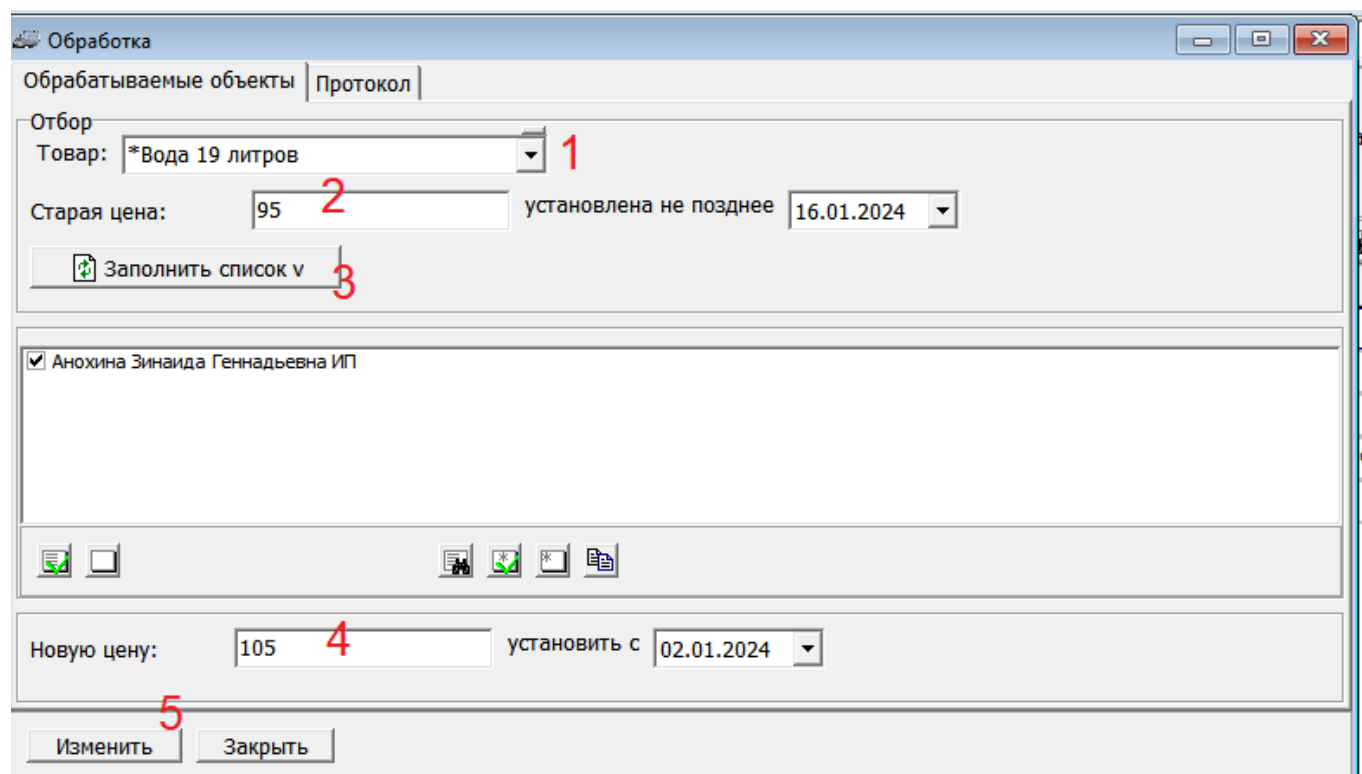 Обработка
Обрабатываемые объекты Протокол
Отбор
Товар: *Вода 19 литров 1
Старая цена: 95 2 установлена не позднее 16.01.2024
Заполнить список v 3
Анохина Зинаида Геннадьевна ИП
Новую цену: 105 4 установить с 02.01.2024
5
Изменить Закрыть